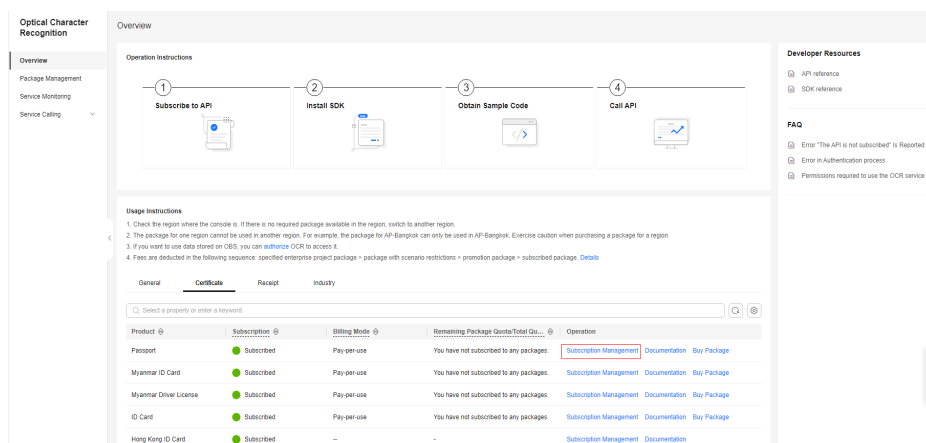 Optical Character
Recognition
Overview
Package Management
Service Monitoring
Service Calling
Overview
Operation Instructions
1
Subscribe to API
2
Install SDK
3
Obtain Sample Code
4
Call API
Usage Instructions
1. Check the region where the console is. If there is no required package available in the region, switch to another region.
2. The package for one region cannot be used in another region. For example, the package for AP-Bangkok can only be used in AP-Bangkok. Exercise caution when purchasing a package for a region.
3. If you want to use data stored on OBS, you can authorize OCR to access it.
4. Fees are deducted in the following sequence: specified enterprise project package > package with scenario restrictions > promotion package > subscribed package. Details
General Certificate Receipt Industry
Select a property or enter a keyword.
Product Subscription Billing Mode Remaining Package Quota/Total Qu... Operation
Passport Subscribed Pay-per-use You have not subscribed to any packages. Subscription Management Documentation Buy Package
Myanmar ID Card Subscribed Pay-per-use You have not subscribed to any packages. Subscription Management Documentation Buy Package
Myanmar Driver License Subscribed Pay-per-use You have not subscribed to any packages. Subscription Management Documentation Buy Package
ID Card Subscribed Pay-per-use You have not subscribed to any packages. Subscription Management Documentation Buy Package
Hong Kong ID Card Subscribed -- - Subscription Management Documentation
Developer Resources
API reference
SDK reference
FAQ
Error "The API is not subscribed" Is Reported
Error in Authentication process
Permissions required to use the OCR service